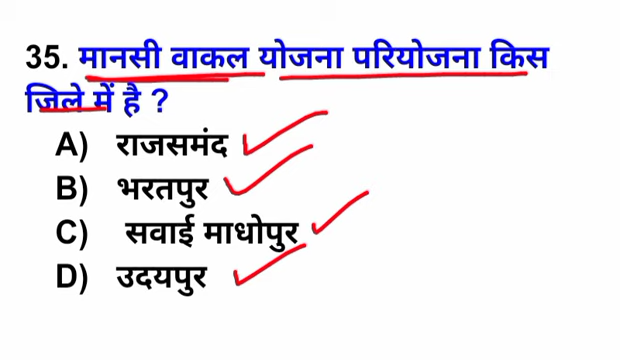 35. मानसी वाकल योजना परियोजना किस
जिले में है ?
A) राजसमंद
B) भरतपुर
C) सवाई माधोपुर
D) उदयपुर